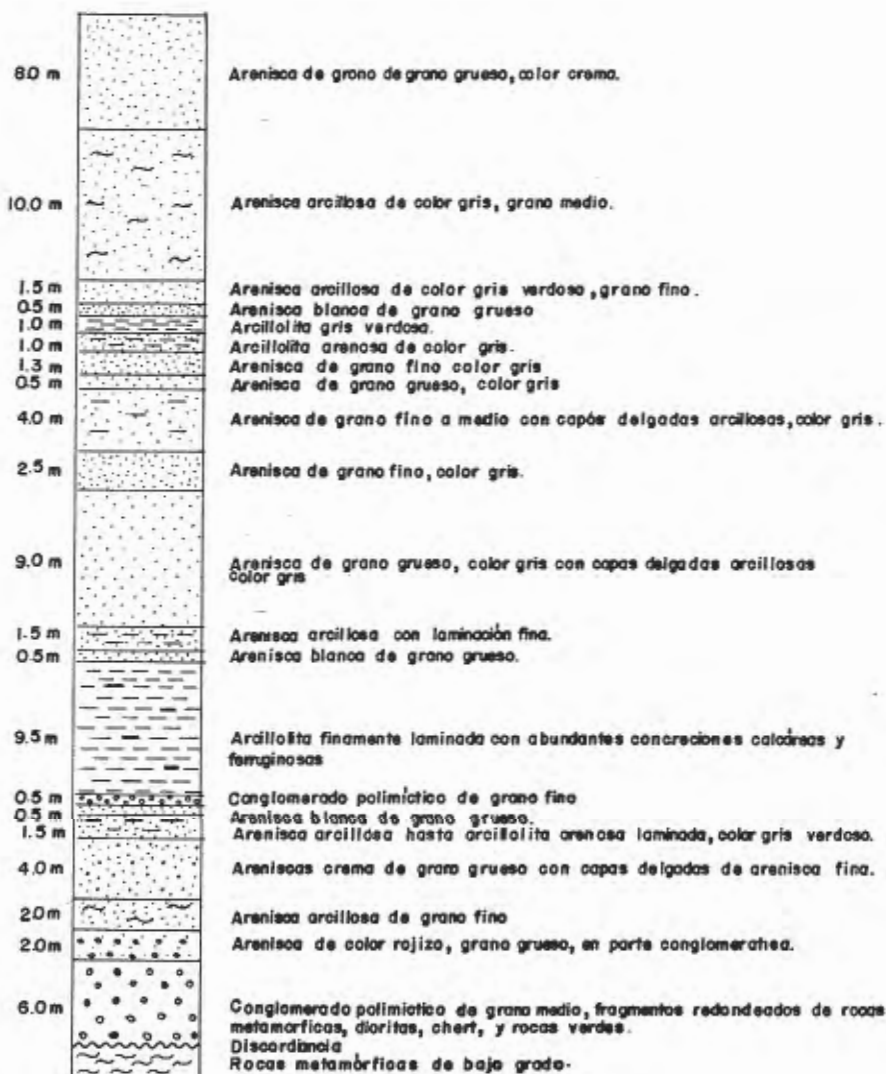 8.0 m Arenisca de grano de grano grueso, color crema.
10.0 m Arenisca arcillosa de color gris, grano medio.
1.5 m Arenisca arcillosa de color gris verdoso, grano fino.
0.5 m Arenisca blanca de grano grueso
1.0 m Arcillolita gris verdosa.
1.0 m Arcillolita arenosa de color gris.
1.3 m Arenisca de grano fino color gris
0.5 m Arenisca de grano grueso, color gris
4.0 m Arenisca de grano fino a medio con capás delgadas arcillosas, color gris.
2.5 m Arenisca de grano fino, color gris.
9.0 m Arenisca de grano grueso, color gris con capas delgadas arcillosas
color gris
1.5 m Arenisca arcillosa con laminación fina.
0.5 m Arenisca blanca de grano grueso.
9.5 m Arcillolita finamente laminada con abundantes concreciones calcáreas y
ferruginosas
0.5 m Conglomerado polimíctico de grano fino
0.5 m Arenisca blanca de grano grueso.
1.5 m Arenisca arcillosa hasta arcillolita arenosa laminada, color gris verdoso.
4.0 m Areniscas crema de grano grueso con capas delgadas de arenisca fina.
2.0 m Arenisca arcillosa de grano fino
2.0 m Arenisca de color rojizo, grano grueso, en parte conglomeratica.
6.0 m Conglomerado polimictico de grano medio, fragmentos redondeados de rocas
metamorficas, dioritas, chert, y rocas verdes.
Discordancia
Rocas metamórficas de bajo grado.